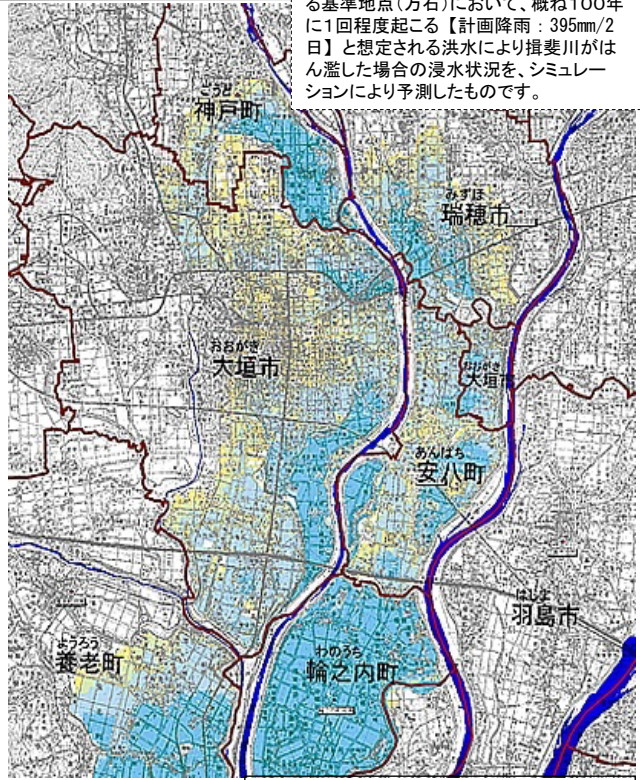 る基準地点(万石)において、概ね100年
に1回程度起こる【計画降雨:395mm/2
日】と想定される洪水により揖斐川がは
ん濫した場合の浸水状況を、シミュレー
ションにより予測したものです。
ごうど
神戸町
みずほ
瑞穂市
おおがき
大垣市
おおがき
大垣市
あんぱち
安八町
はしま
羽島市
ようろう
養老町
わのうち
輪之内町